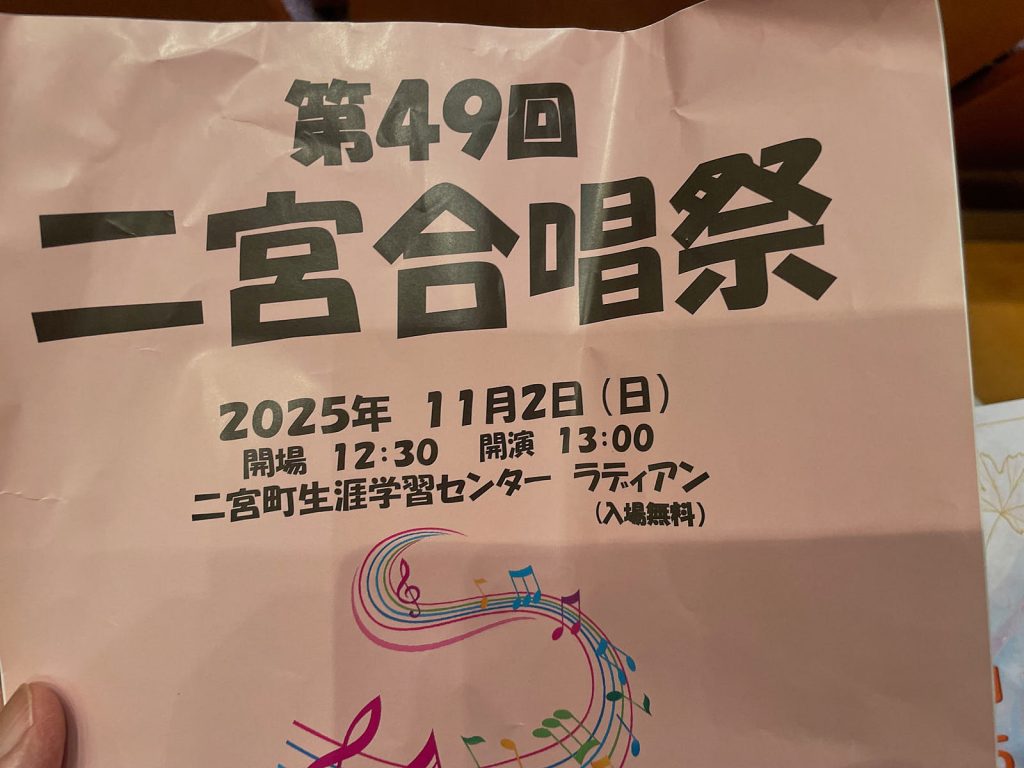 第49回
二宮合唱祭
2025年 11月2日（日）
開場 12:30 開演 13:00
二宮町生涯学習センター ラディアン
（入場無料）